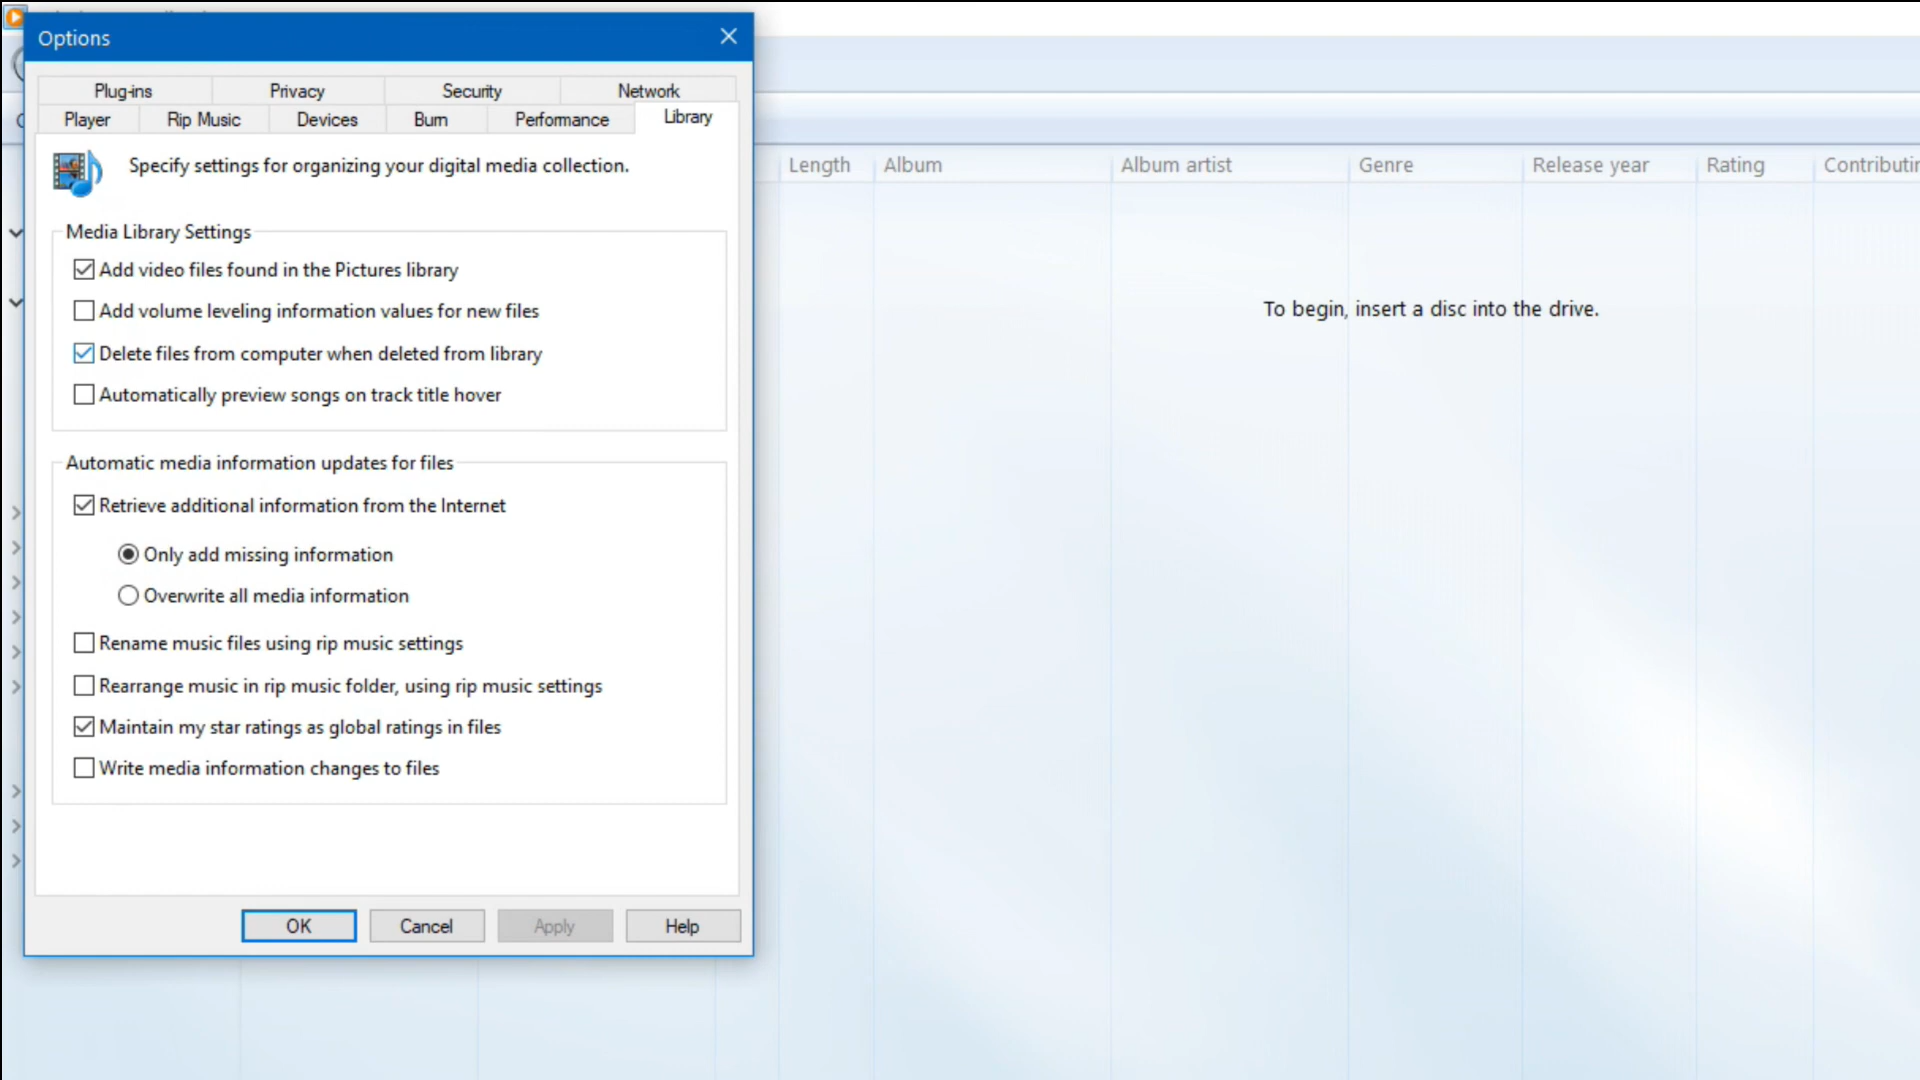 Options
Plug-ins Privacy Security Network
Player Rip Music Devices Burn Performance Library
Specify settings for organizing your digital media collection.
Media Library Settings
Add video files found in the Pictures library
Add volume leveling information values for new files
Delete files from computer when deleted from library
Automatically preview songs on track title hover
Automatic media information updates for files
Retrieve additional information from the Internet
Only add missing information
Overwrite all media information
Rename music files using rip music settings
Rearrange music in rip music folder, using rip music settings
Maintain my star ratings as global ratings in files
Write media information changes to files
OK Cancel Apply Help
Length Album Album artist Genre Release year Rating Contributin
To begin, insert a disc into the drive.